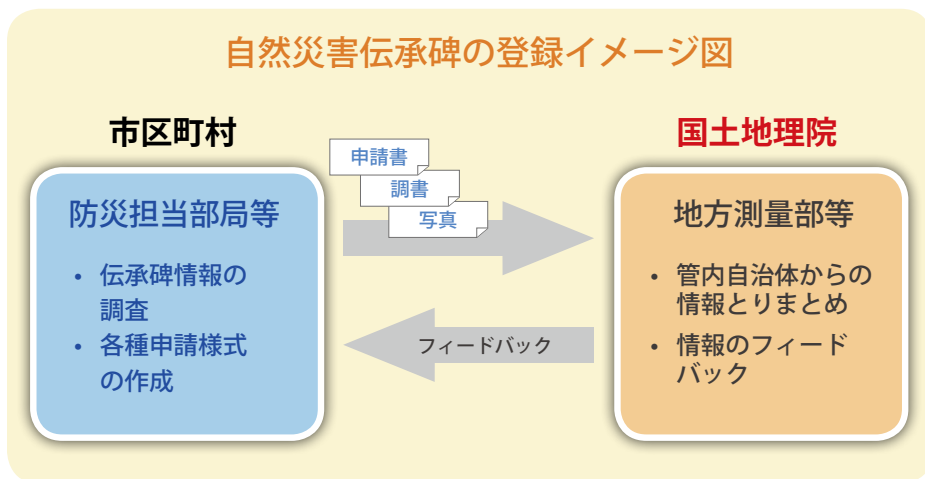 自然災害伝承碑の登録イメージ図
市区町村
国土地理院
申請書
調書
写真
防災担当部局等
• 伝承碑情報の
調査
• 各種申請様式
の作成
フィードバック
地方測量部等
• 管内自治体からの
情報とりまとめ
• 情報のフィード
バック